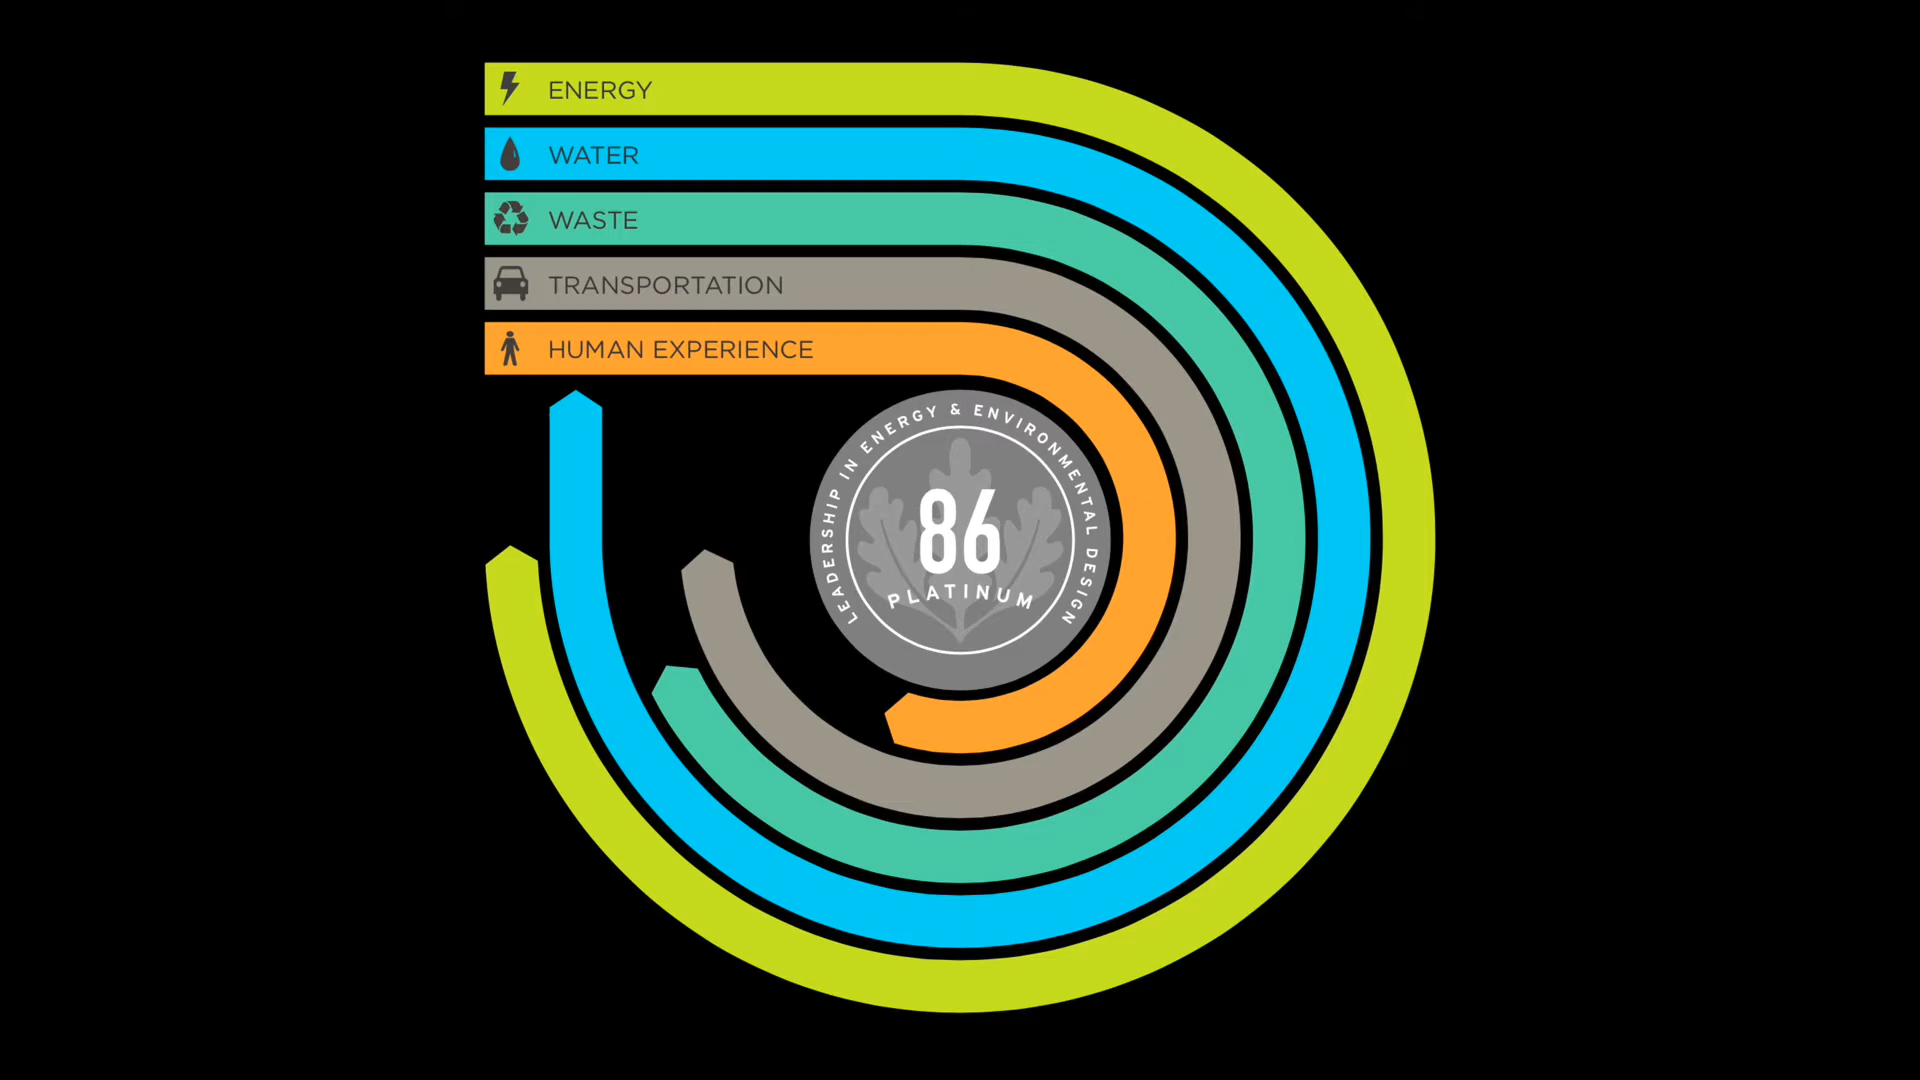 ENERGY
WATER
WASTE
TRANSPORTATION
HUMAN EXPERIENCE
LEADERSHIP IN ENERGY & ENVIRONMENTAL DESIGN
86
PLATINUM